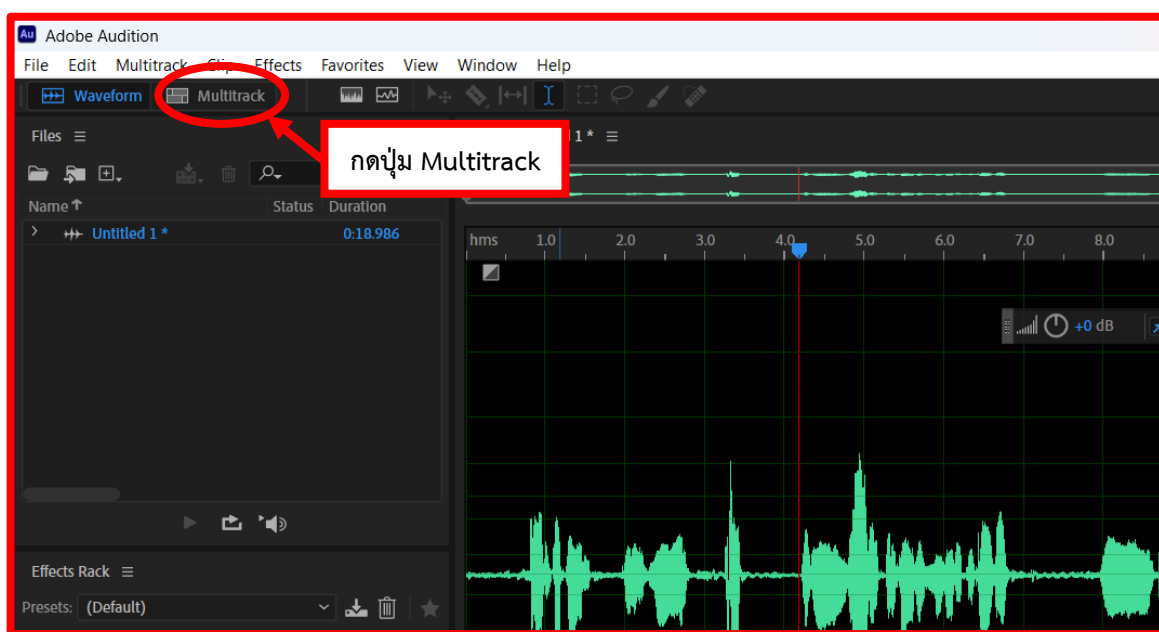 Au Adobe Audition
File Edit Multitrack Clip Effects Favorites View Window Help
Waveform Multitrack
Files
1 *
กดปุ่ม Multitrack
Name Status Duration
Untitled 1 * 0:18.986
hms 1.0 2.0 3.0 4.0 5.0 6.0 7.0 8.0
+0 dB
Effects Rack
Presets: (Default)